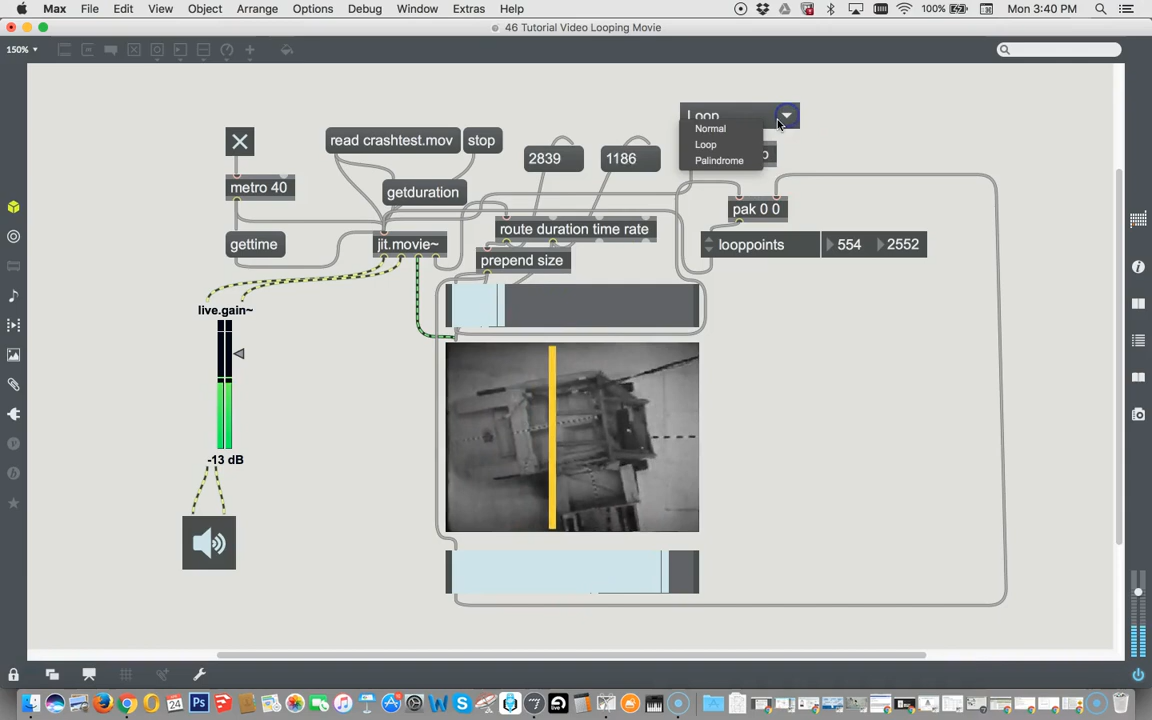 Max File Edit View Object Arrange Options Debug Window Extras Help 100% Mon 3:40 PM
46 Tutorial Video Looping Movie
150%
Loop
Normal
Loop
Palindrome
read crashtest.mov
stop
2839
1186
metro 40
getduration
pak 0 0
route duration time rate
gettime
jit.movie~
looppoints 554 2552
prepend size
live.gain~
-13 dB